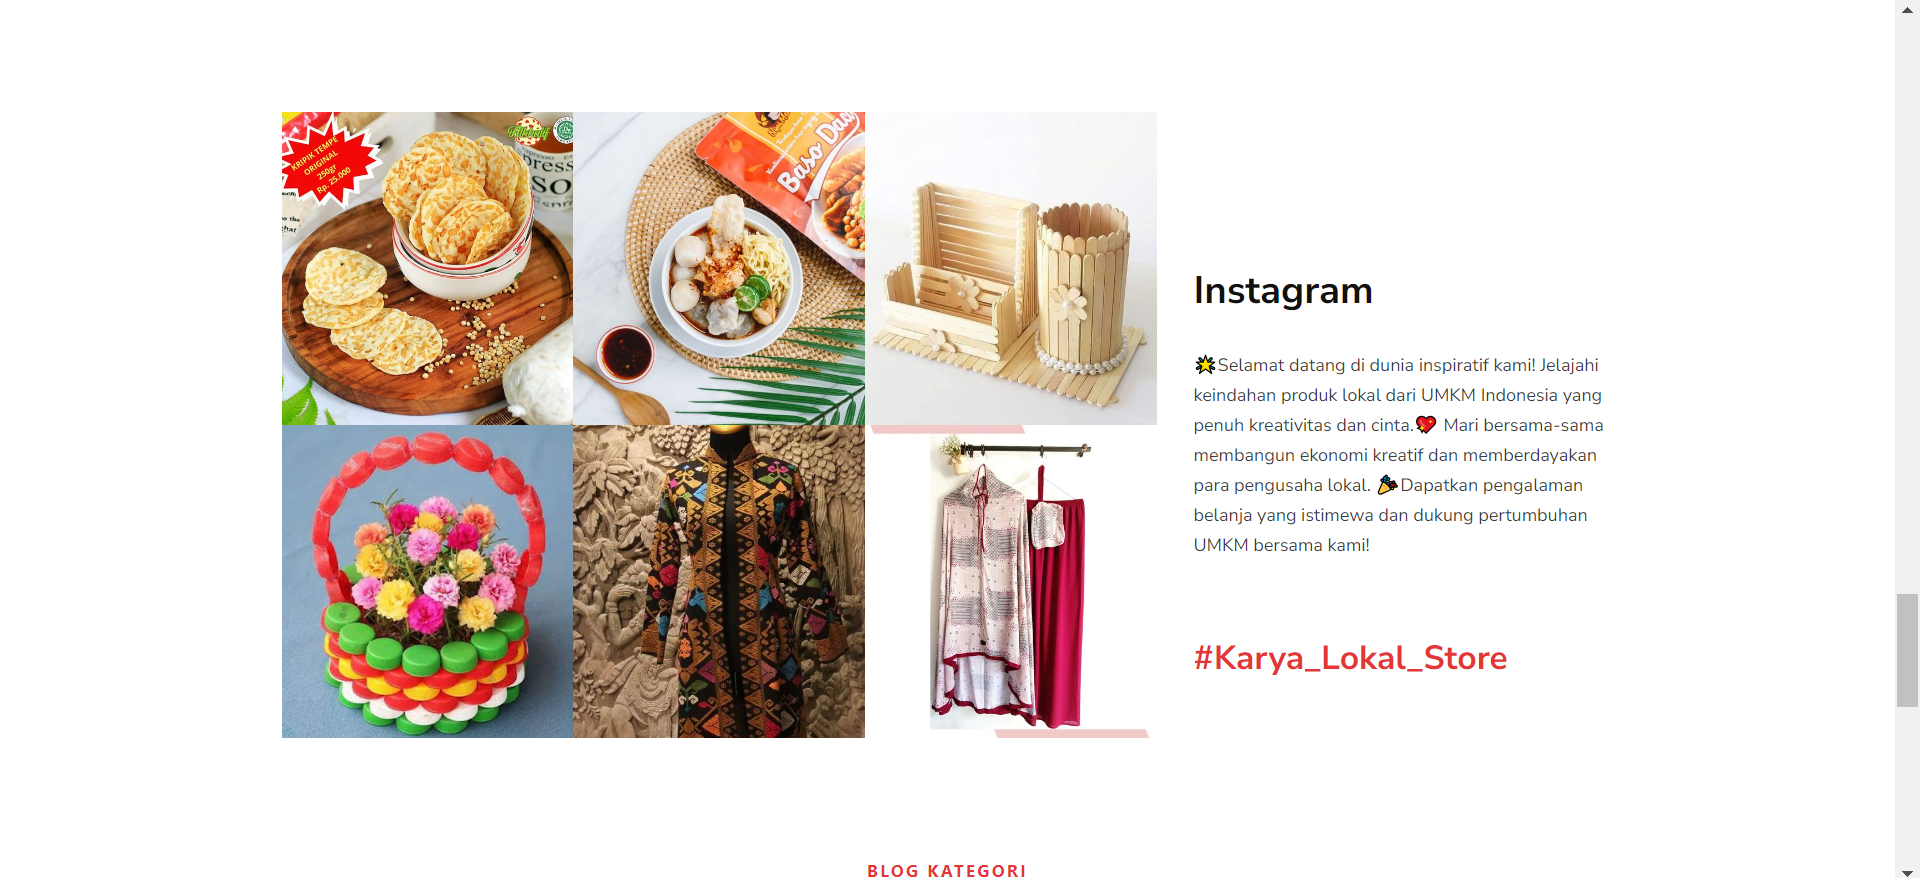 KRIPIK TEMPE
ORIGINAL
250gr
Rp. 25.000
Baso
Instagram
🌟Selamat datang di dunia inspiratif kami! Jelajahi
keindahan produk lokal dari UMKM Indonesia yang
penuh kreativitas dan cinta.💖 Mari bersama-sama
membangun ekonomi kreatif dan memberdayakan
para pengusaha lokal. 🎉Dapatkan pengalaman
belanja yang istimewa dan dukung pertumbuhan
UMKM bersama kami!
#Karya_Lokal_Store
BLOG KATEGORI